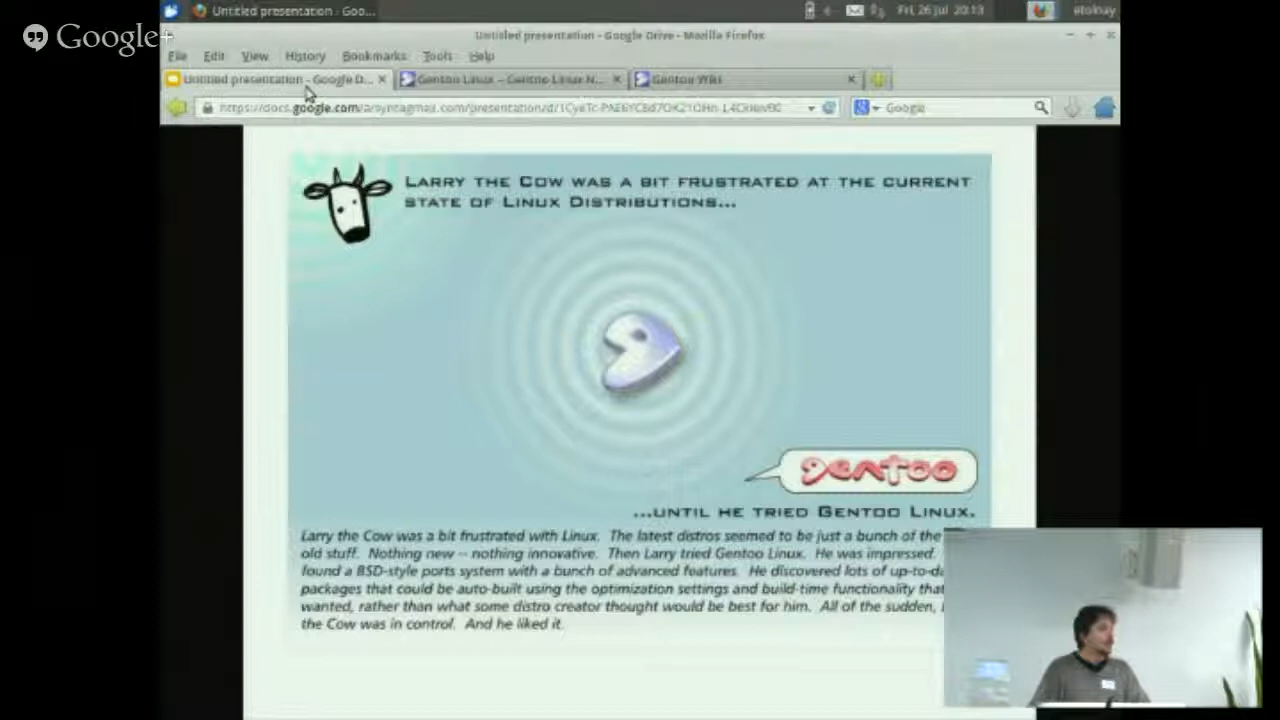 Untitled presentation - Goo...
Fri, 26 Jul 20:13
etolnay
Google+
Untitled presentation - Google Drive - Mozilla Firefox
File Edit View History Bookmarks Tools Help
Untitled presentation - Google D...
Gentoo Linux -- Gentoo Linux N...
Gentoo Wiki
Google
LARRY THE COW WAS A BIT FRUSTRATED AT THE CURRENT
STATE OF LINUX DISTRIBUTIONS...
gentoo
...UNTIL HE TRIED GENTOO LINUX.
Larry the Cow was a bit frustrated with Linux. The latest distros seemed to be just a bunch of the
old stuff. Nothing new -- nothing innovative. Then Larry tried Gentoo Linux. He was impressed.
found a BSD-style ports system with a bunch of advanced features. He discovered lots of up-to-da
packages that could be auto-built using the optimization settings and build-time functionality that
wanted, rather than what some distro creator thought would be best for him. All of the sudden,
the Cow was in control. And he liked it.